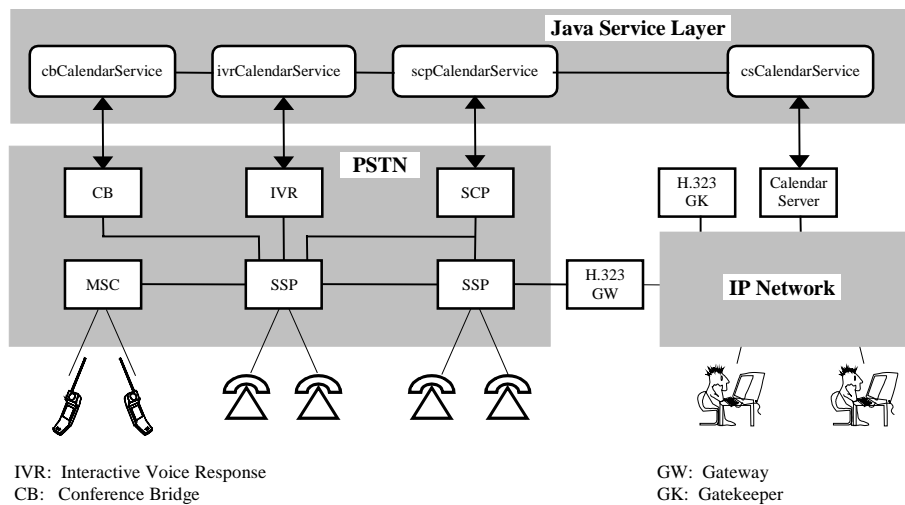 Java Service Layer
cbCalendarService
ivrCalendarService
scpCalendarService
csCalendarService
PSTN
CB
IVR
SCP
H.323
GK
Calendar
Server
MSC
SSP
SSP
H.323
GW
IP Network
IVR: Interactive Voice Response
CB: Conference Bridge
GW: Gateway
GK: Gatekeeper